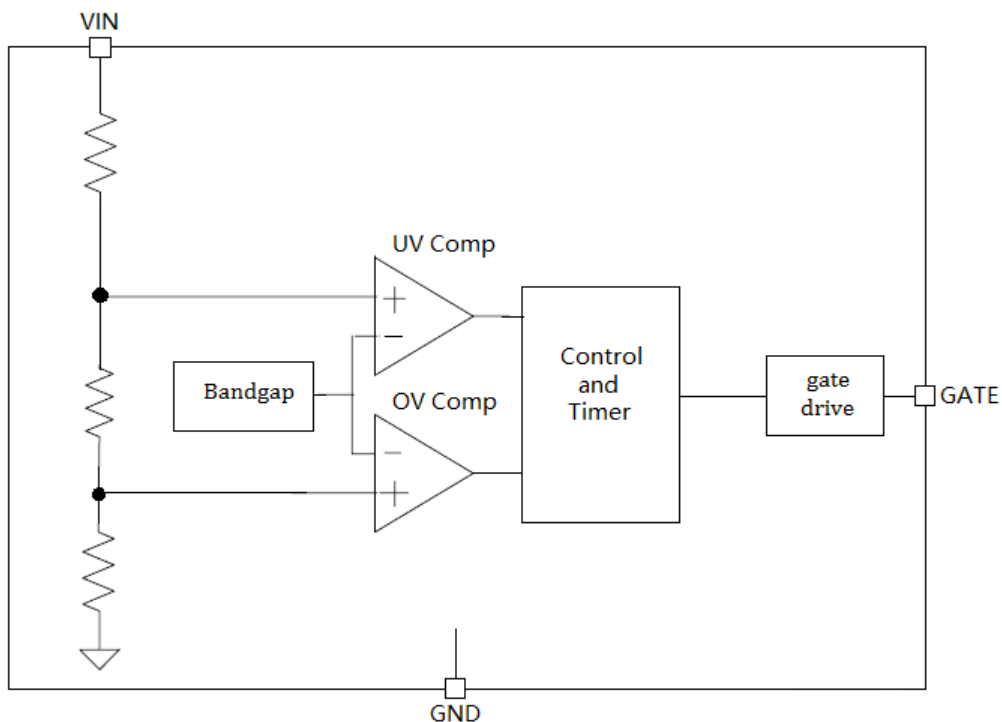 VIN
UV Comp
+
−
Bandgap
OV Comp
−
+
Control
and
Timer
gate
drive
GATE
GND